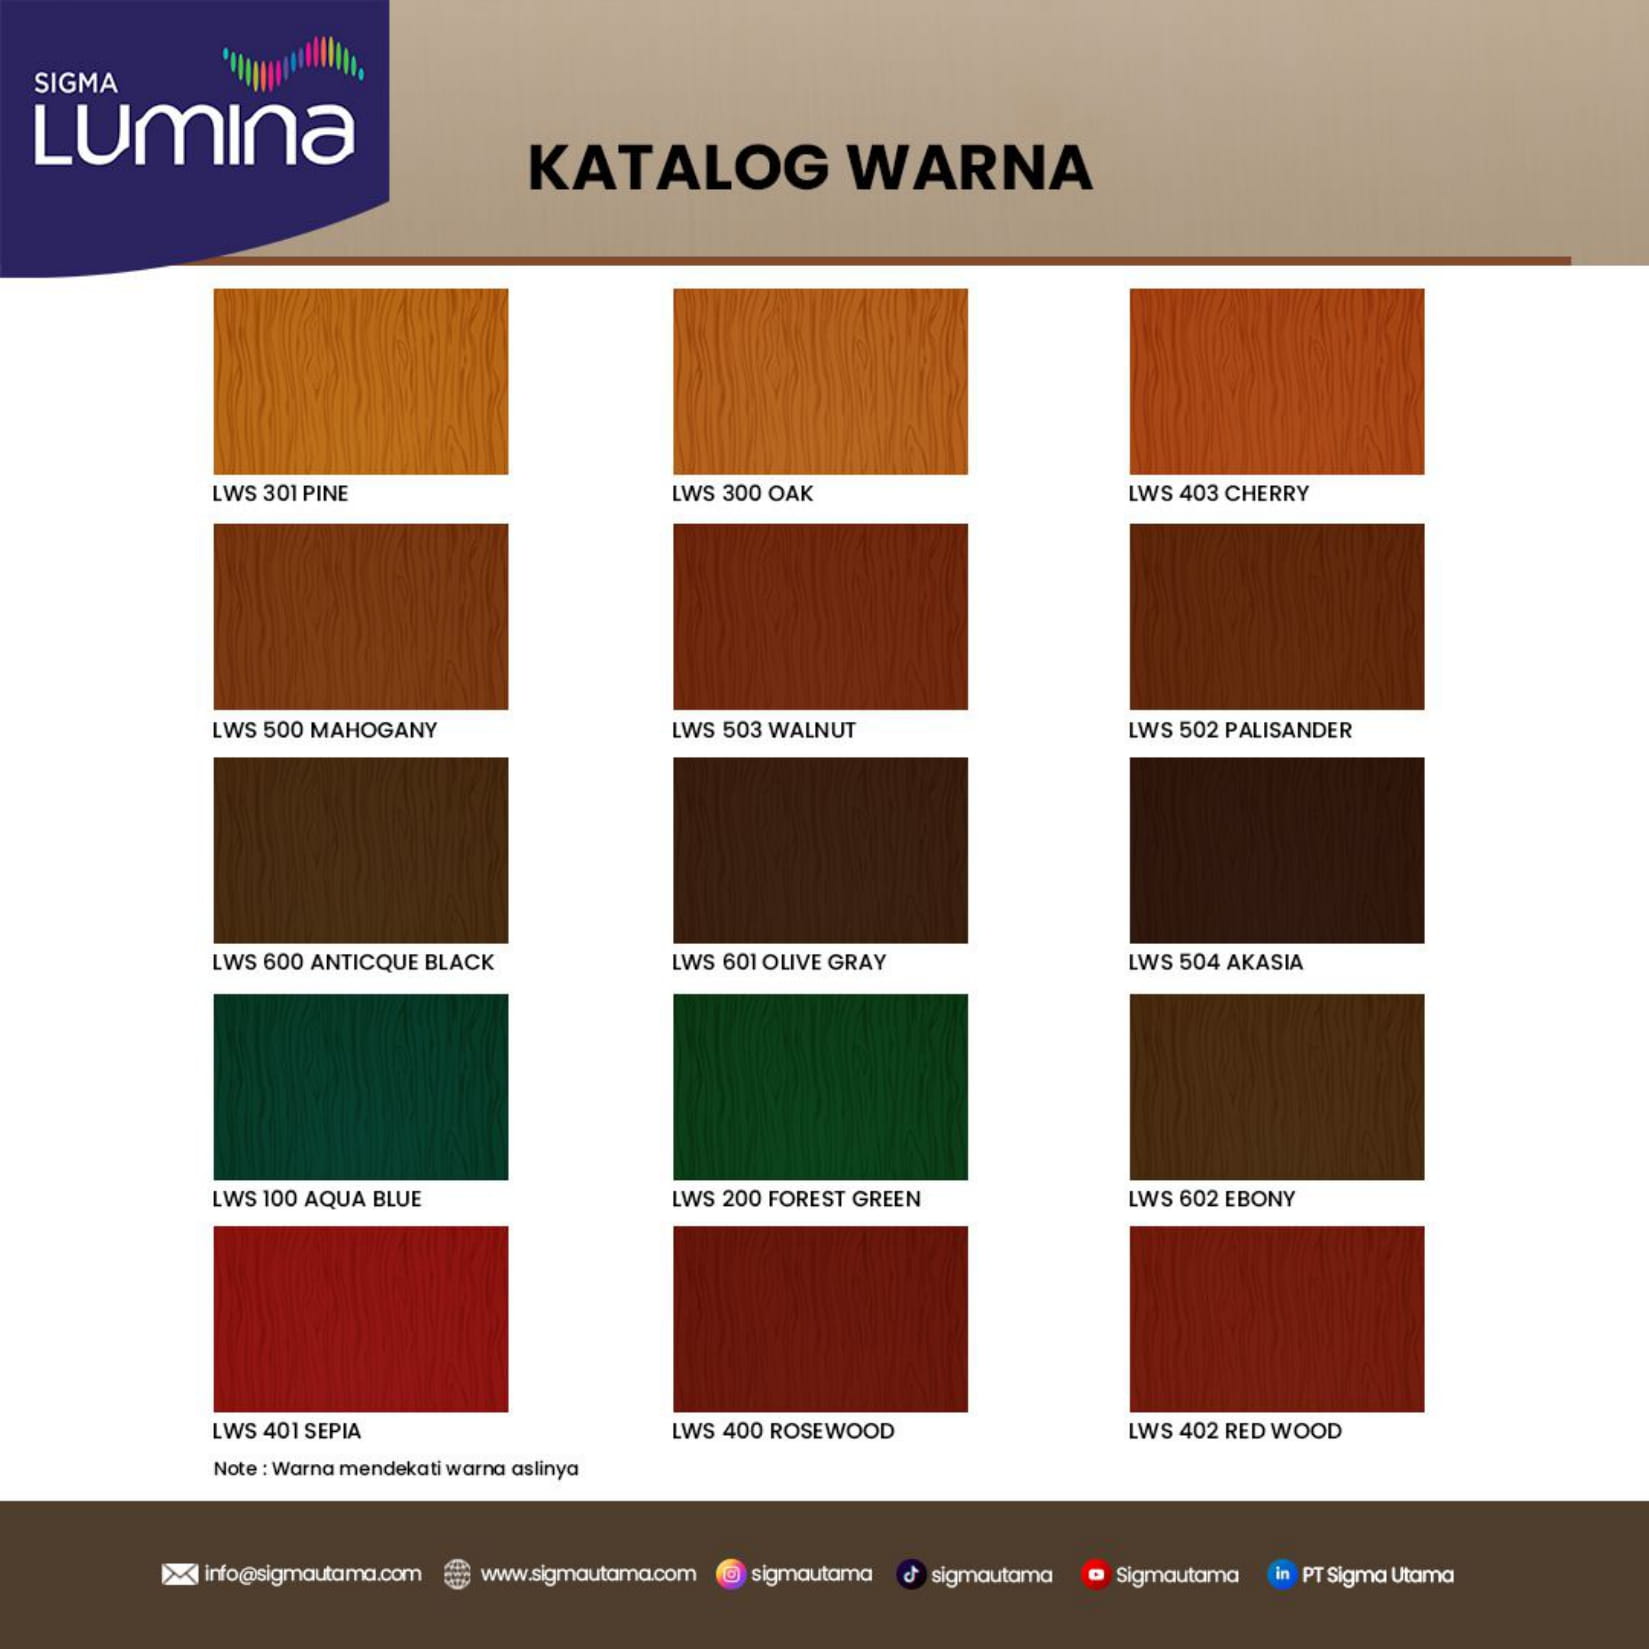 SIGMA
Lumina
KATALOG WARNA
LWS 301 PINE
LWS 300 OAK
LWS 403 CHERRY
LWS 500 MAHOGANY
LWS 503 WALNUT
LWS 502 PALISANDER
LWS 600 ANTICQUE BLACK
LWS 601 OLIVE GRAY
LWS 504 AKASIA
LWS 100 AQUA BLUE
LWS 200 FOREST GREEN
LWS 602 EBONY
LWS 401 SEPIA
LWS 400 ROSEWOOD
LWS 402 RED WOOD
Note : Warna mendekati warna aslinya
info@sigmautama.com
www.sigmautama.com
sigmautama
sigmautama
Sigmautama
in
PT Sigma Utama